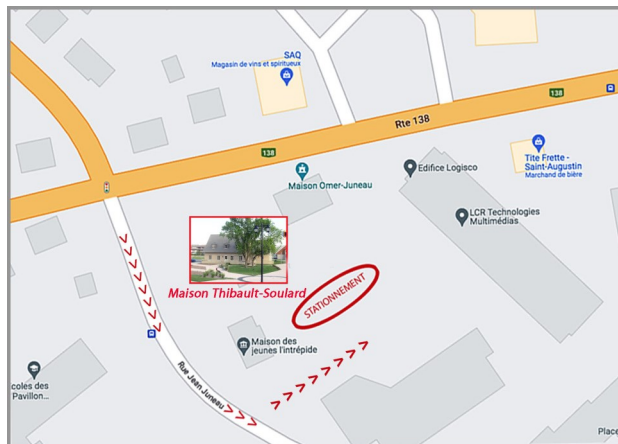 SAQ
Magasin de vins et spiritueux
138
Rte 138
138
Tite Frette -
Saint-Augustin
Marchand de bière
Edifice Logisco
Maison Omer-Juneau
LCR Technologies
Multimédias
Maison Thibault-Soulard
STATIONNEMENT
Maison des
jeunes l'intrépide
Rue Jean Juneau
coles des
Pavillon...
Place